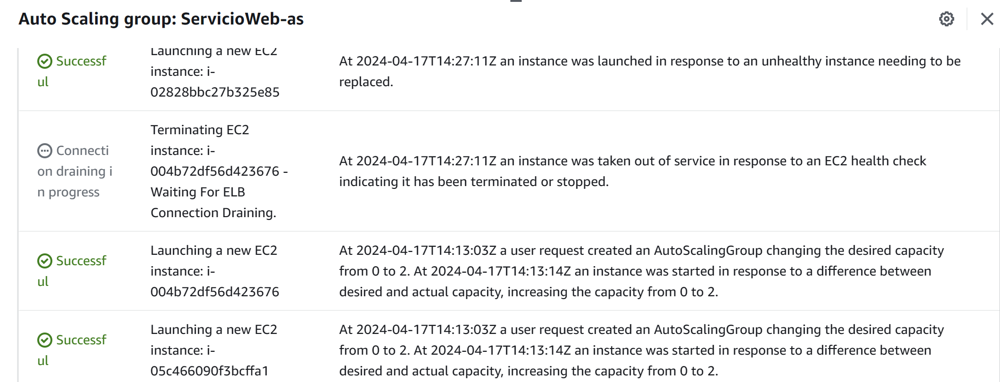 Auto Scaling group: ServicioWeb-as
Successf
ul
Launching a new EC2
instance: i-
02828bbc27b325e85
At 2024-04-17T14:27:11Z an instance was launched in response to an unhealthy instance needing to be
replaced.
Connecti
on draining i
n progress
Terminating EC2
instance: i-
004b72df56d423676 -
Waiting For ELB
Connection Draining.
At 2024-04-17T14:27:11Z an instance was taken out of service in response to an EC2 health check
indicating it has been terminated or stopped.
Successf
ul
Launching a new EC2
instance: i-
004b72df56d423676
At 2024-04-17T14:13:03Z a user request created an AutoScalingGroup changing the desired capacity
from 0 to 2. At 2024-04-17T14:13:14Z an instance was started in response to a difference between
desired and actual capacity, increasing the capacity from 0 to 2.
Successf
ul
Launching a new EC2
instance: i-
05c466090f3bcffa1
At 2024-04-17T14:13:03Z a user request created an AutoScalingGroup changing the desired capacity
from 0 to 2. At 2024-04-17T14:13:14Z an instance was started in response to a difference between
desired and actual capacity, increasing the capacity from 0 to 2.